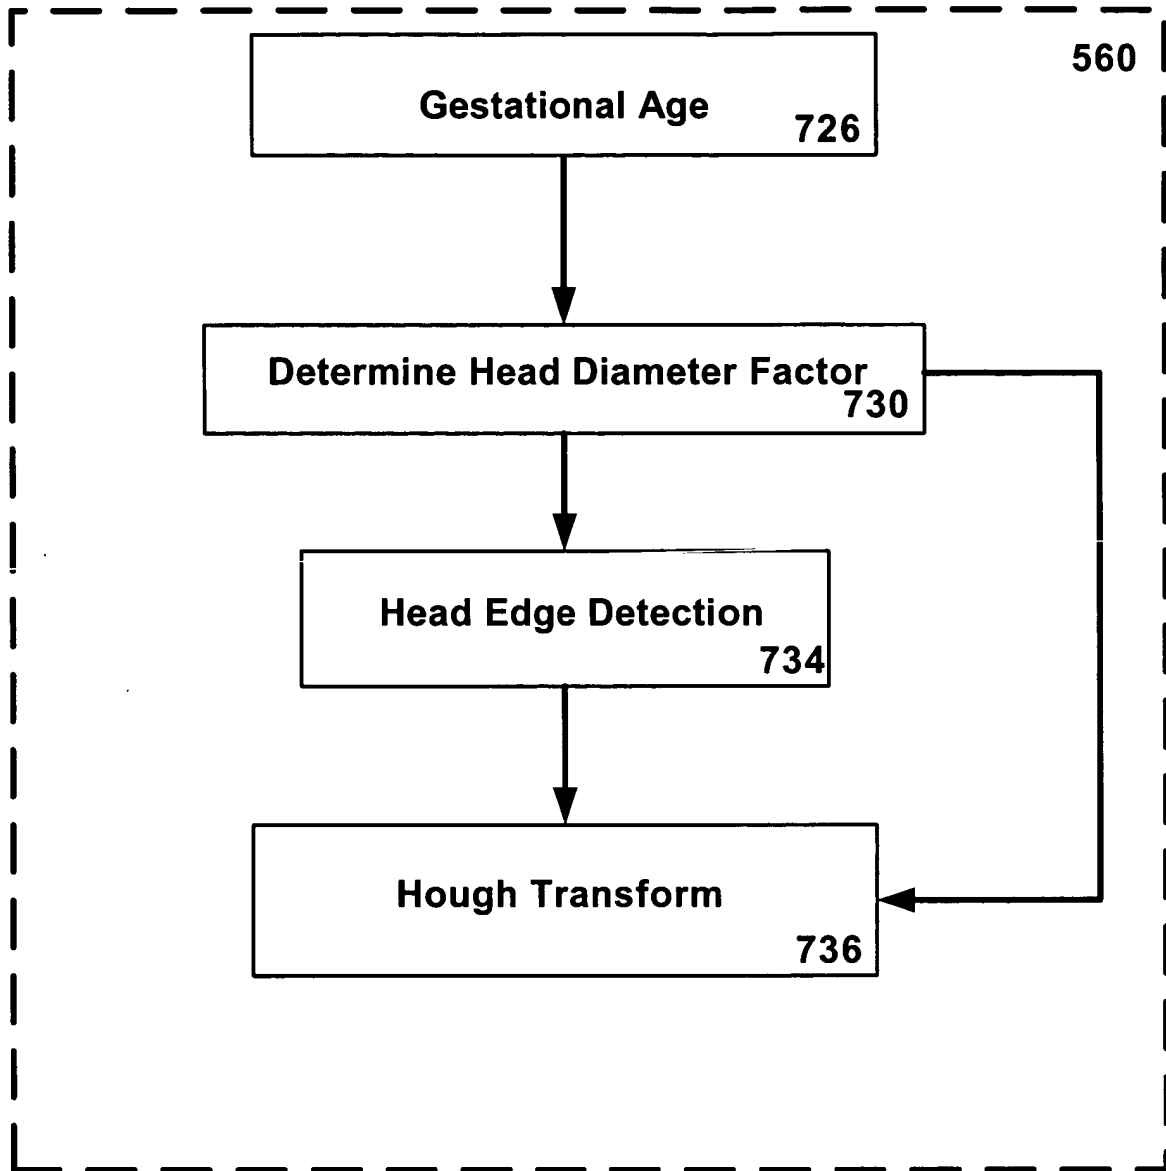 560
Gestational Age
726
Determine Head Diameter Factor
730
Head Edge Detection
734
Hough Transform
736